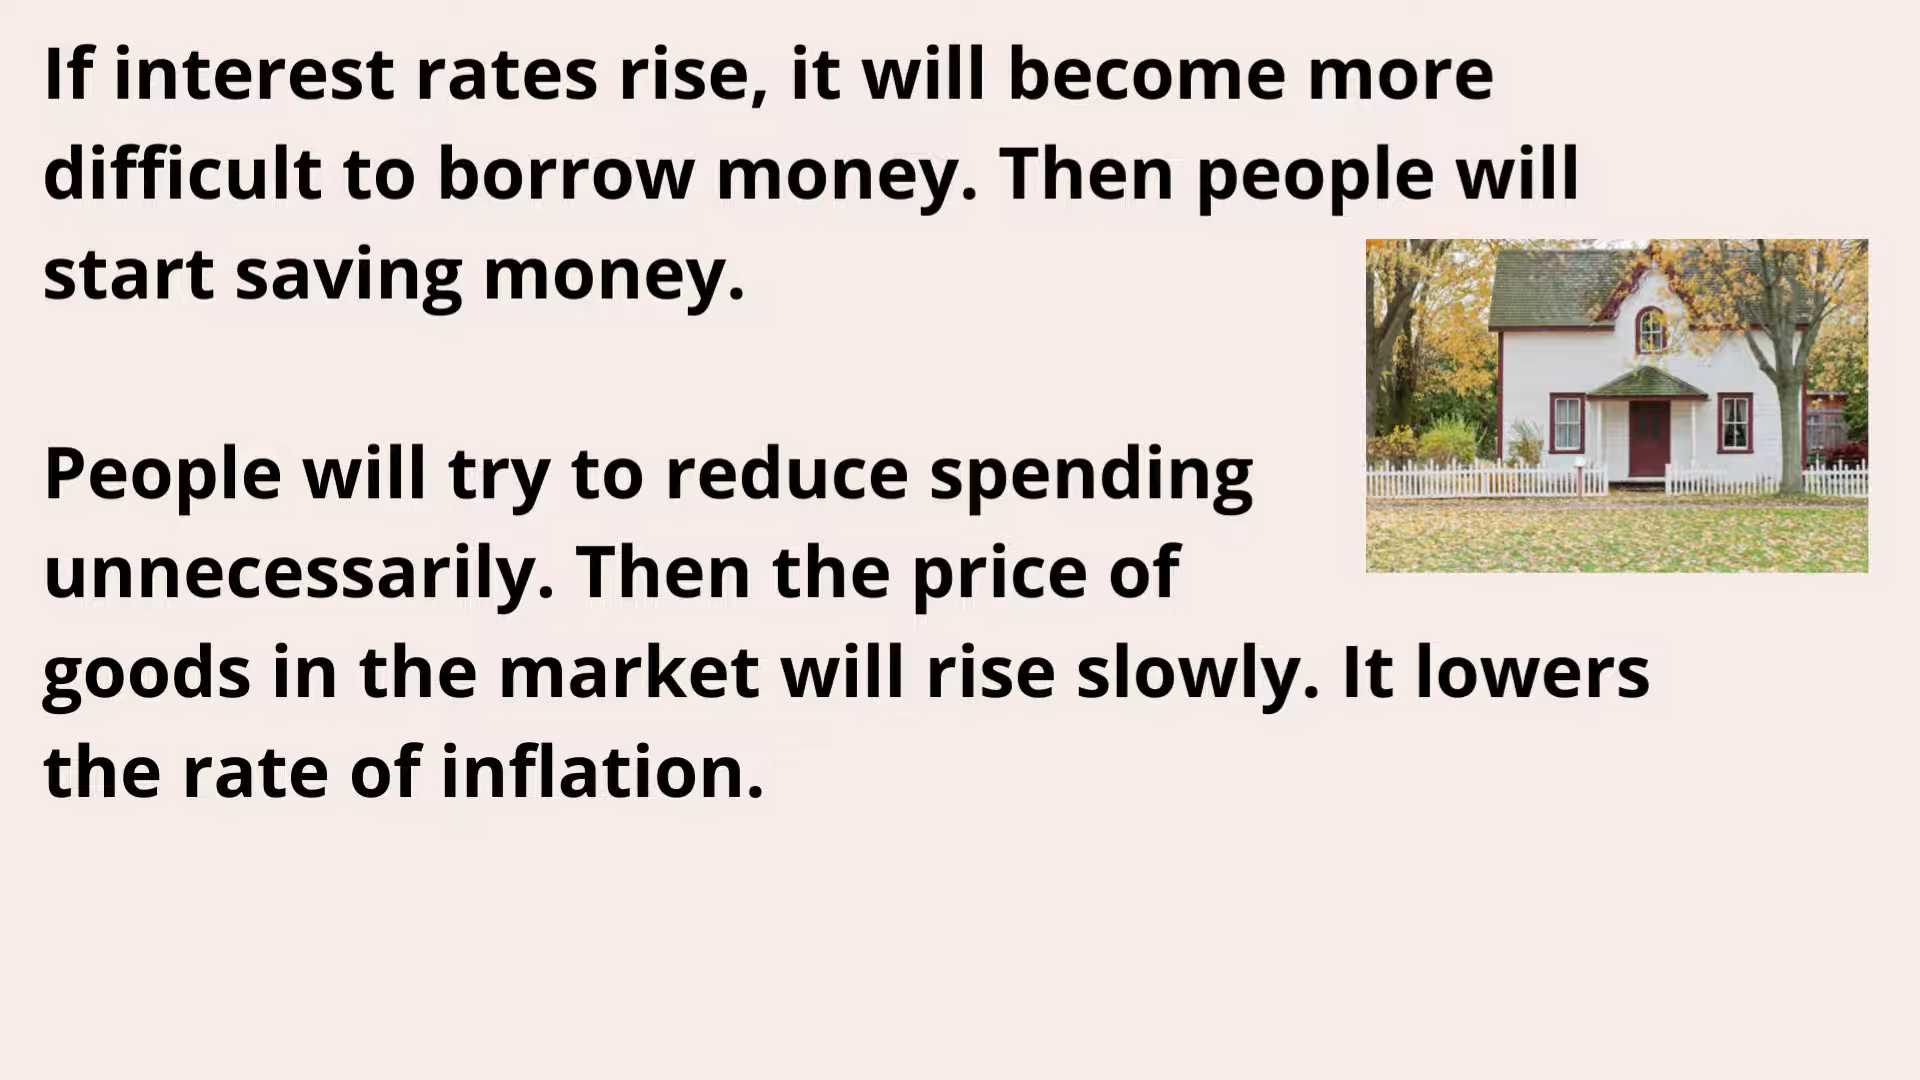 If interest rates rise, it will become more
difficult to borrow money. Then people will
start saving money.
People will try to reduce spending
unnecessarily. Then the price of
goods in the market will rise slowly. It lowers
the rate of inflation.